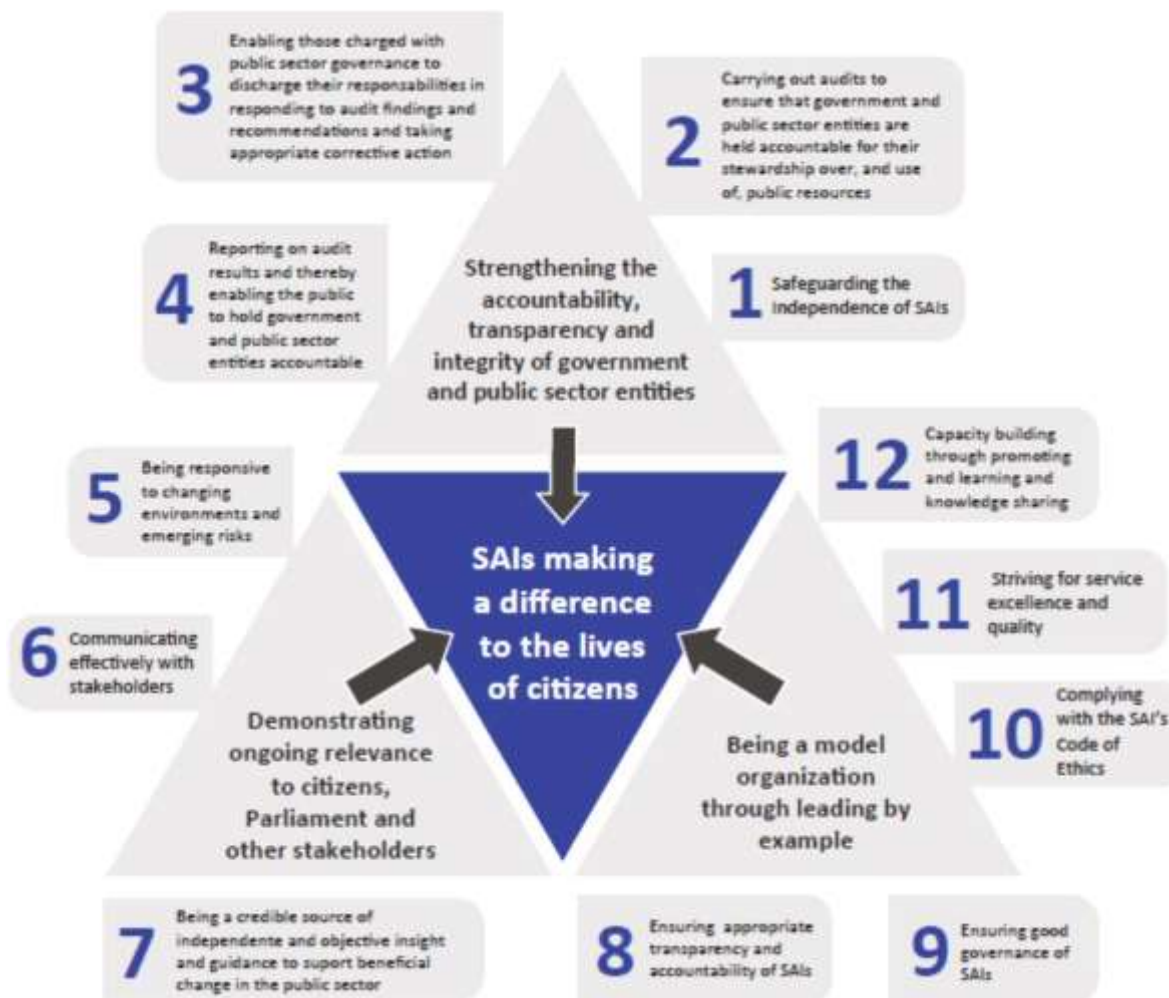 3
Enabling those charged with
public sector governance to
discharge their responsabilities in
responding to audit findings and
recommendations and taking
appropriate corrective action
2
Carrying out audits to
ensure that government and
public sector entities are
held accountable for their
stewardship over, and use
of, public resources
4
Reporting on audit
results and thereby
enabling the public
to hold government
and public sector
entities accountable
Strengthening the
accountability,
transparency and
integrity of government
and public sector entities
1
Safeguarding the
independence of SAIs
5
Being responsive
to changing
environments and
emerging risks
12
Capacity building
through promoting
and learning and
knowledge sharing
SAIs making
a difference
to the lives
of citizens
11
Striving for service
excellence and
quality
6
Communicating
effectively with
stakeholders
10
Complying
with the SAI's
Code of
Ethics
Demonstrating
ongoing relevance
to citizens,
Parliament and
other stakeholders
Being a model
organization
through leading by
example
7
Being a credible source of
independente and objective insight
and guidance to suport beneficial
change in the public sector
8
Ensuring appropriate
transparency and
accountability of SAIs
9
Ensuring good
governance of
SAIs